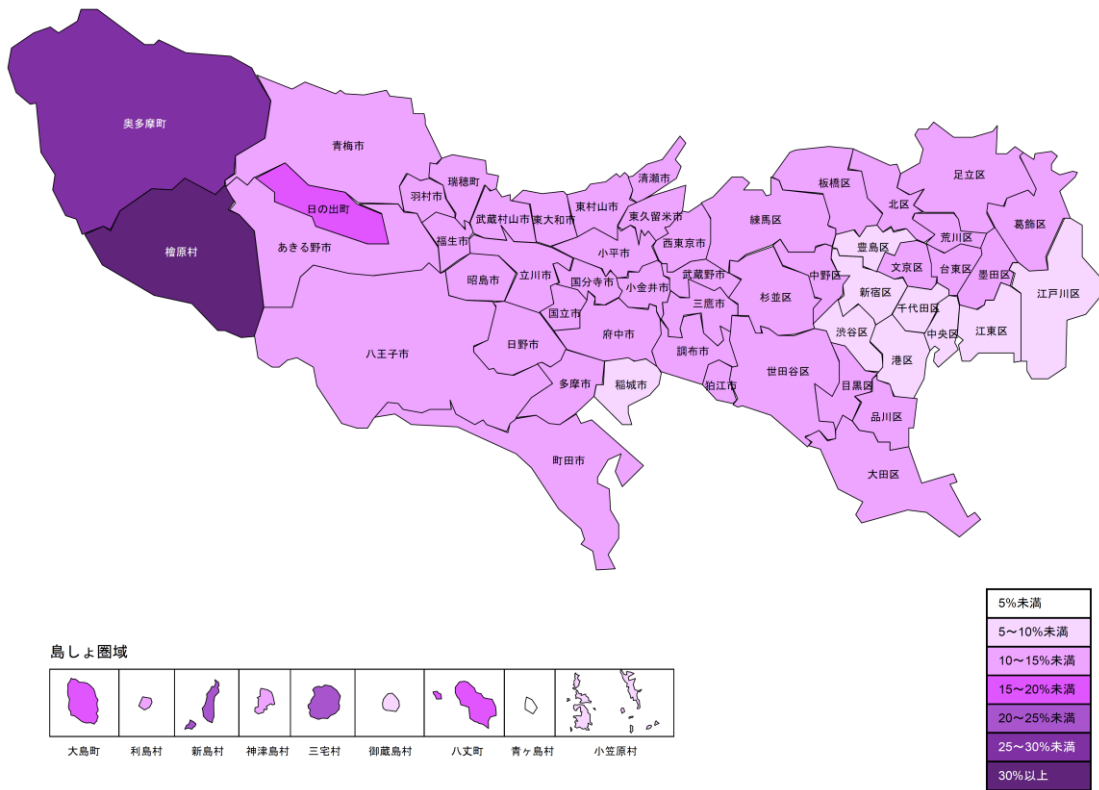 奥多摩町
青梅市
檜原村
日の出町
あきる野市
羽村市
瑞穂町
福生市
武蔵村山市
東大和市
東村山市
清瀬市
東久留米市
西東京市
小平市
昭島市
立川市
国分寺市
小金井市
武蔵野市
三鷹市
国立市
日野市
府中市
調布市
狛江市
八王子市
多摩市
稲城市
町田市
練馬区
板橋区
北区
足立区
葛飾区
荒川区
豊島区
文京区
台東区
墨田区
江戸川区
中野区
杉並区
新宿区
千代田区
中央区
江東区
渋谷区
港区
世田谷区
目黒区
品川区
大田区
島しょ圏域
大島町
利島村
新島村
神津島村
三宅村
御蔵島村
八丈町
青ヶ島村
小笠原村
5%未満
5〜10%未満
10〜15%未満
15〜20%未満
20〜25%未満
25〜30%未満
30%以上